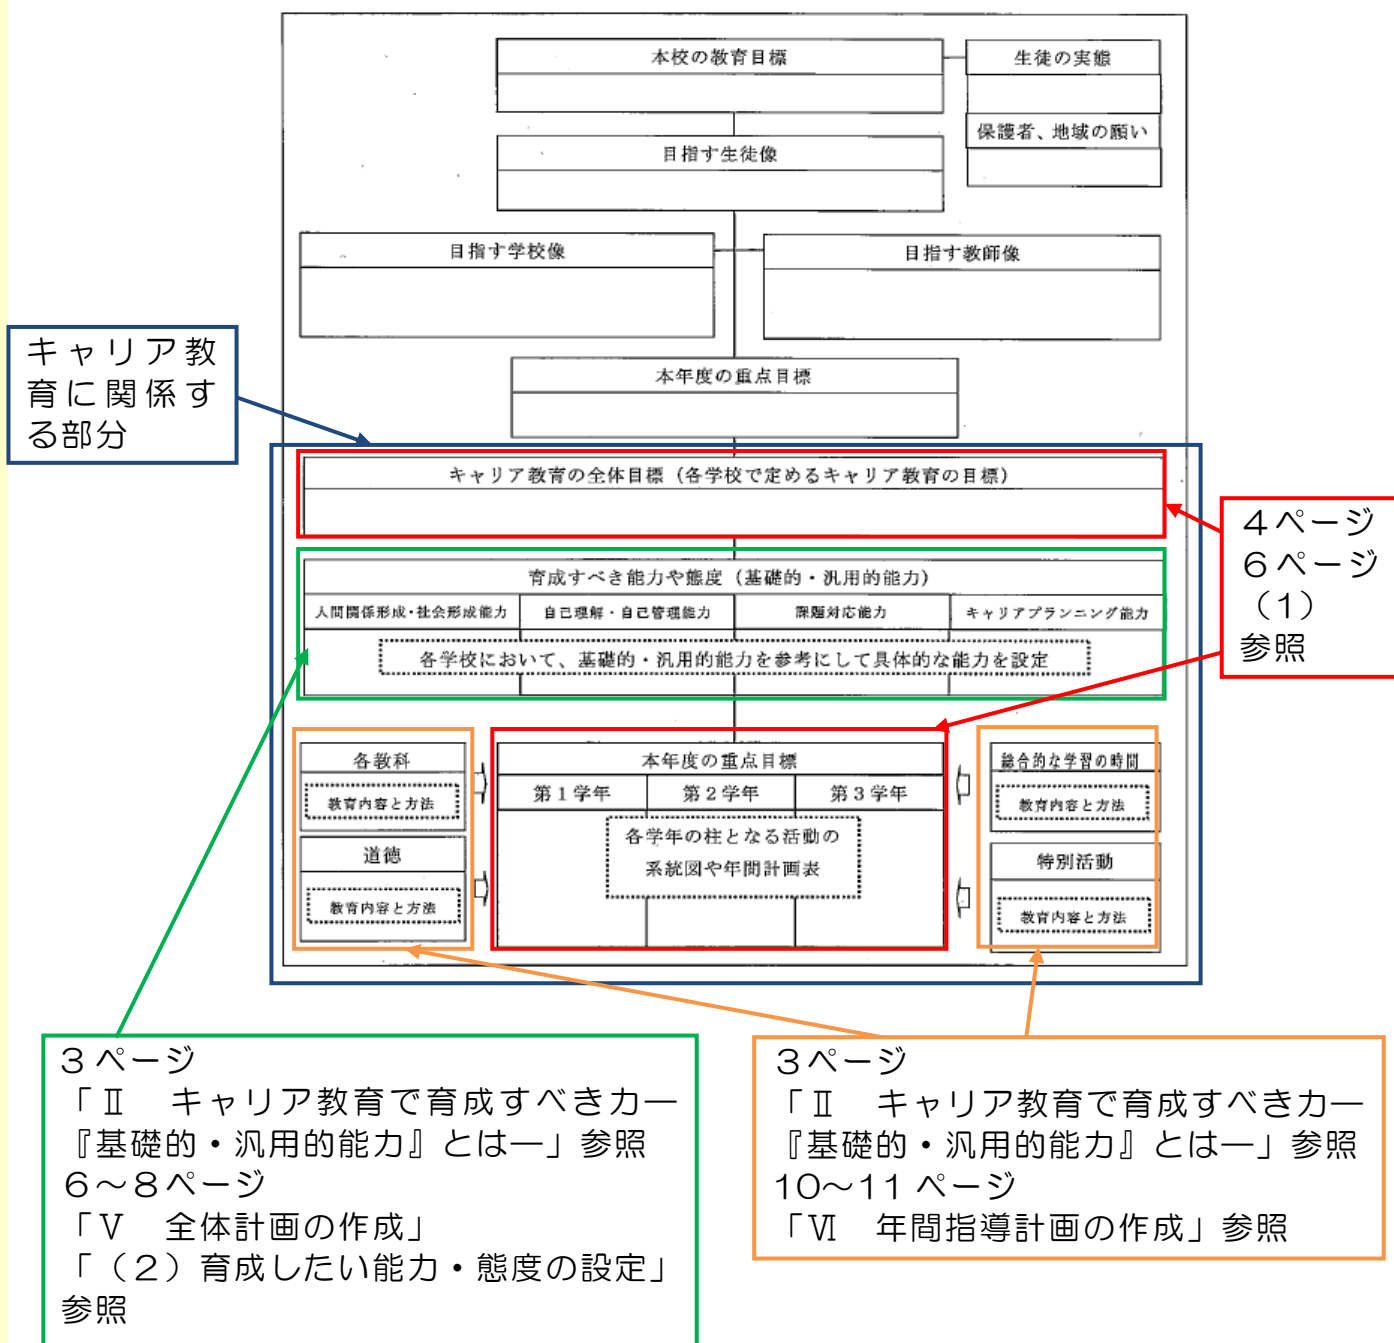 本校の教育目標
生徒の実態
保護者、地域の願い
目指す生徒像
目指す学校像
目指す教師像
本年度の重点目標
キャリア教
育に関係す
る部分
キャリア教育の全体目標（各学校で定めるキャリア教育の目標）
4ページ
6ページ
（1）
参照
育成すべき能力や態度（基礎的・汎用的能力）
人間関係形成・社会形成能力
自己理解・自己管理能力
課題対応能力
キャリアプランニング能力
各学校において、基礎的・汎用的能力を参考にして具体的な能力を設定
各教科
教育内容と方法
道徳
教育内容と方法
本年度の重点目標
第1学年
第2学年
第3学年
各学年の柱となる活動の
系統図や年間計画表
総合的な学習の時間
教育内容と方法
特別活動
教育内容と方法
3ページ
「Ⅱ　キャリア教育で育成すべき力―
『基礎的・汎用的能力』とは―」参照
6～8ページ
「Ⅴ　全体計画の作成」
「（2）育成したい能力・態度の設定」
参照
3ページ
「Ⅱ　キャリア教育で育成すべき力―
『基礎的・汎用的能力』とは―」参照
10～11ページ
「Ⅵ　年間指導計画の作成」参照